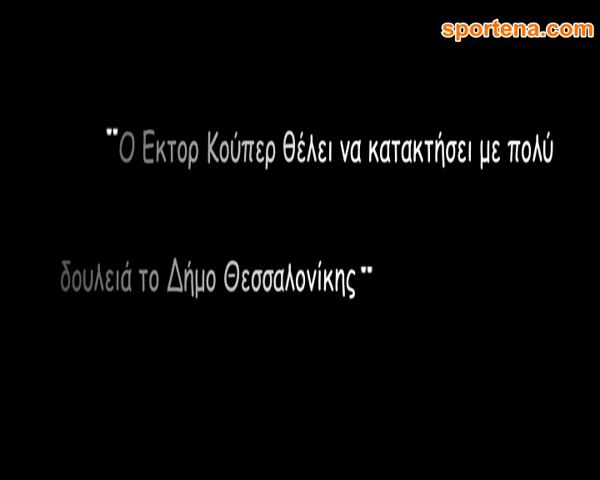 sportena.com
"Ο Εκτορ Κούπερ θέλει να κατακτήσει με πολύ
δουλειά το Δήμο Θεσσαλονίκης"